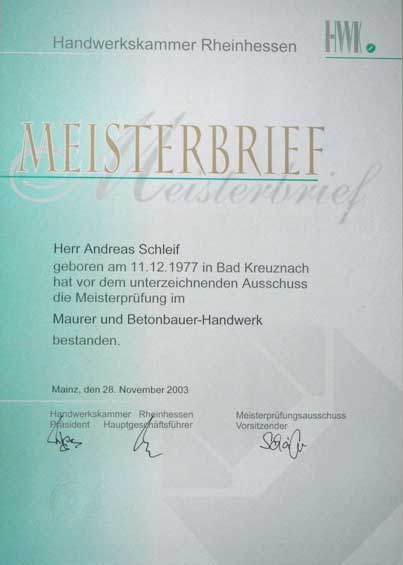 Handwerkskammer Rheinhessen
HWK
MEISTERBRIEF
Meisterbrief
Herr Andreas Schleif
geboren am 11.12.1977 in Bad Kreuznach
hat vor dem unterzeichnenden Ausschuss
die Meisterprüfung im
Maurer und Betonbauer-Handwerk
bestanden.
Mainz, den 28. November 2003
Handwerkskammer Rheinhessen
Präsident Hauptgeschäftsführer
Meisterprüfungsausschuss
Vorsitzender